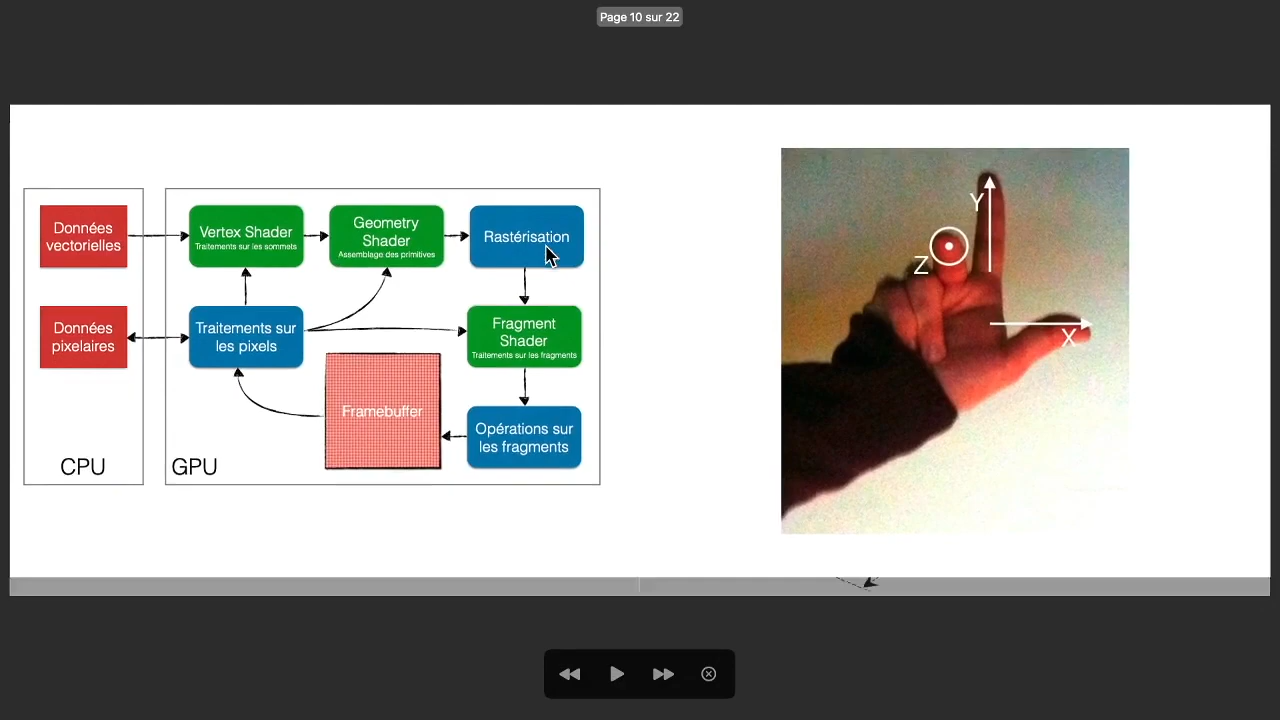 Page 10 sur 22
Données
vectorielles
Vertex Shader
Traitements sur les sommets
Geometry
Shader
Assemblage des primitives
Rastérisation
Données
pixelaires
Traitements sur
les pixels
Fragment
Shader
Traitements sur les fragments
Framebuffer
Opérations sur
les fragments
CPU
GPU
Y
Z
X